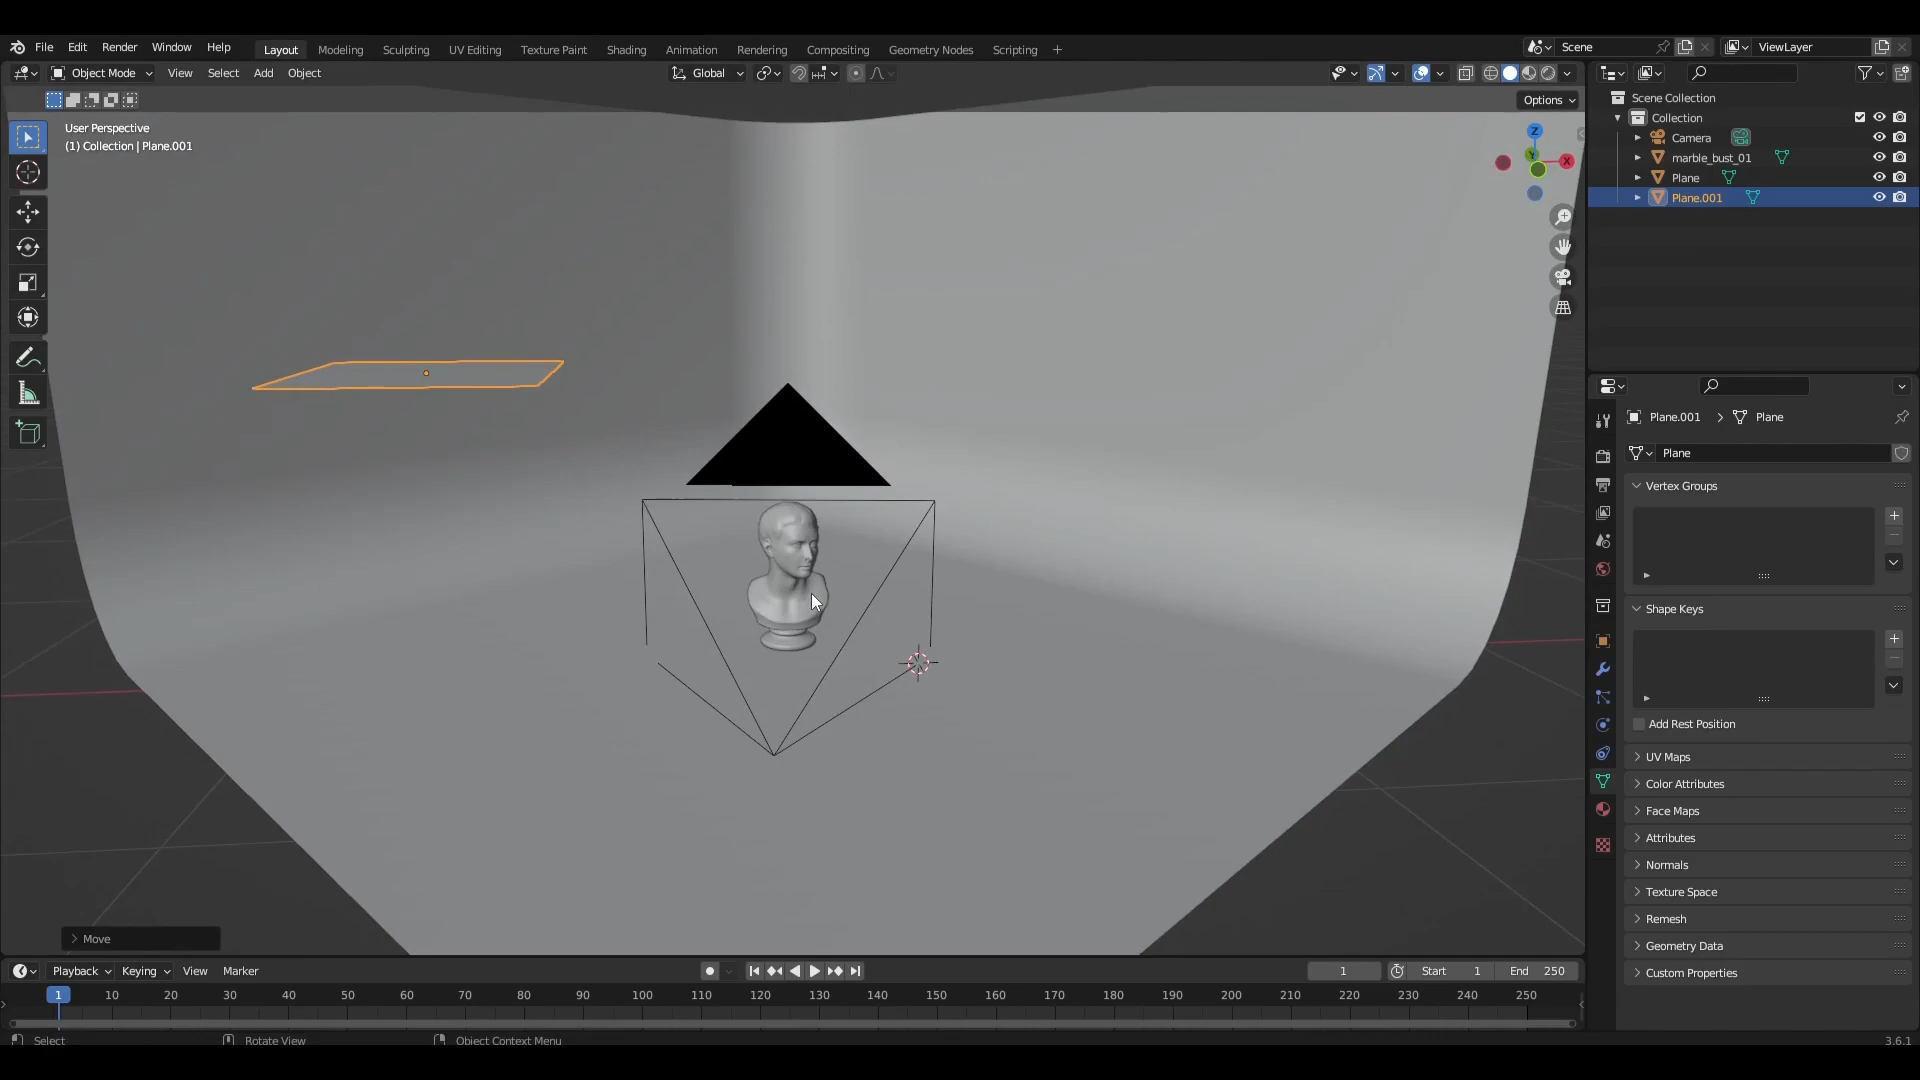 File Edit Render Window Help Layout Modeling Sculpting UV Editing Texture Paint Shading Animation Rendering Compositing Geometry Nodes Scripting + Scene ViewLayer
Object Mode View Select Add Object Global
Options
User Perspective
(1) Collection | Plane.001
Z
Y
X
Scene Collection
Collection
Camera
marble_bust_01
Plane
Plane.001
Plane.001 > Plane
Plane
Vertex Groups
Shape Keys
Add Rest Position
UV Maps
Color Attributes
Face Maps
Attributes
Normals
Texture Space
Remesh
Geometry Data
Custom Properties
> Move
Playback Keying View Marker 1 Start 1 End 250
1 10 20 30 40 50 60 70 80 90 100 110 120 130 140 150 160 170 180 190 200 210 220 230 240 250
Select Rotate View Object Context Menu 3.6.1